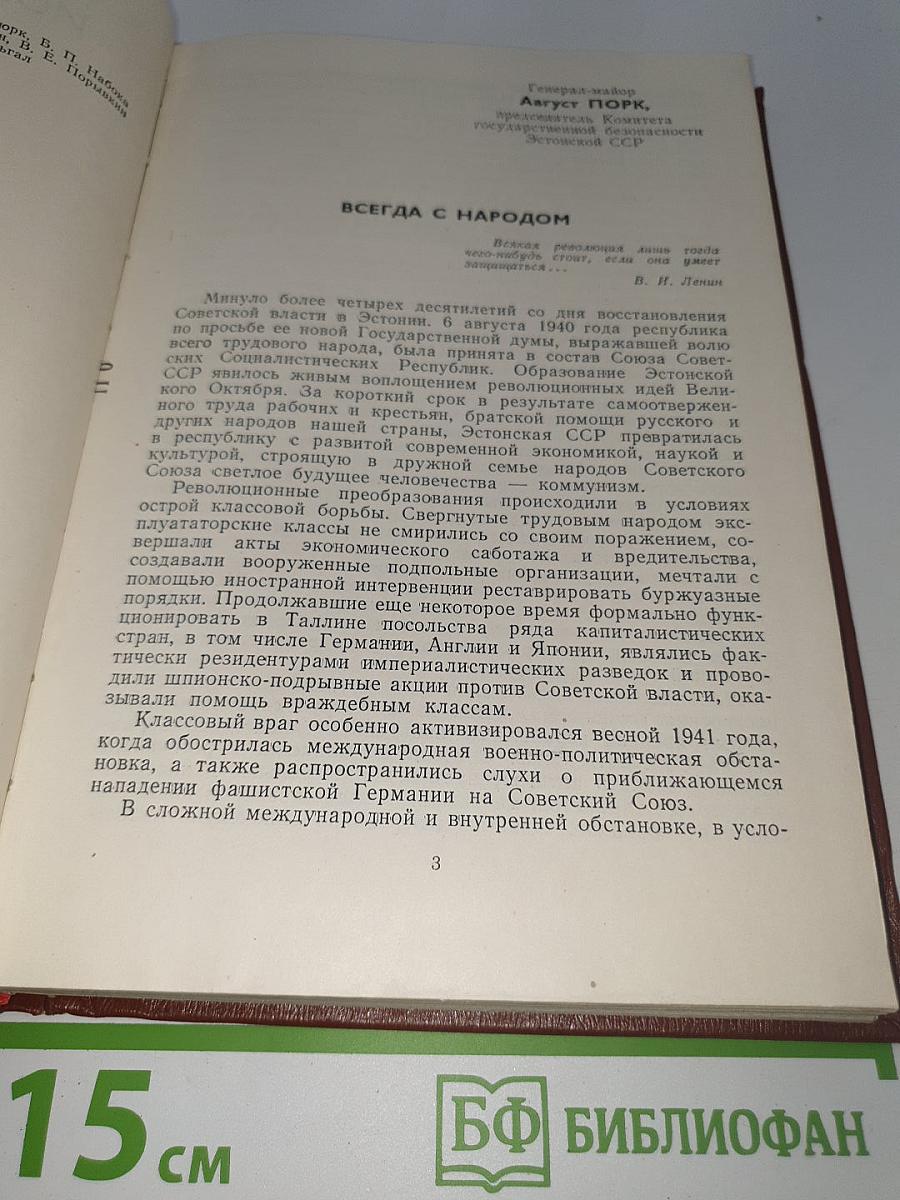 орк, Б. П. Набока
н, В. Е. Порывкин
ьгал
Генерал-майор
Август ПОРК,
председатель Комитета
государственной безопасности
Эстонской ССР
ВСЕГДА С НАРОДОМ
Всякая революция лишь тогда
чего-нибудь стоит, если она умеет
защищаться...
В. И. Ленин
Минуло более четырех десятилетий со дня восстановления
Советской власти в Эстонии. 6 августа 1940 года республика
по просьбе ее новой Государственной думы, выражавшей волю
всего трудового народа, была принята в состав Союза Совет-
ских Социалистических Республик. Образование Эстонской
ССР явилось живым воплощением революционных идей Вели-
кого Октября. За короткий срок в результате самоотвержен-
ного труда рабочих и крестьян, братской помощи русского и
других народов нашей страны, Эстонская ССР превратилась
в республику с развитой современной экономикой, наукой и
культурой, строящую в дружной семье народов Советского
Союза светлое будущее человечества — коммунизм.
Революционные преобразования происходили в условиях
острой классовой борьбы. Свергнутые трудовым народом экс-
плуататорские классы не смирились со своим поражением, со-
вершали акты экономического саботажа и вредительства,
создавали вооруженные подпольные организации, мечтали с
помощью иностранной интервенции реставрировать буржуазные
порядки. Продолжавшие еще некоторое время формально функ-
ционировать в Таллине посольства ряда капиталистических
стран, в том числе Германии, Англии и Японии, являлись фак-
тически резидентурами империалистических разведок и прово-
дили шпионско-подрывные акции против Советской власти, ока-
зывали помощь враждебным классам.
Классовый враг особенно активизировался весной 1941 года,
когда обострилась международная военно-политическая обста-
новка, а также распространились слухи о приближающемся
нападении фашистской Германии на Советский Союз.
В сложной международной и внутренней обстановке, в усло-
3
15 см
БФ БИБЛИОФАН